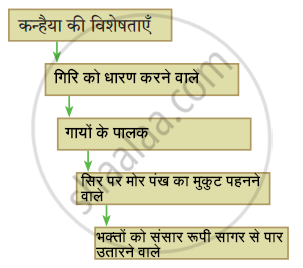 कन्हैया की विशेषताएँ
गिरि को धारण करने वाले
गायों के पालक
सिर पर मोर पंख का मुकुट पहनने
वाले
भक्तों को संसार रूपी सागर से पार
उतारने वाले
shaalaa.com